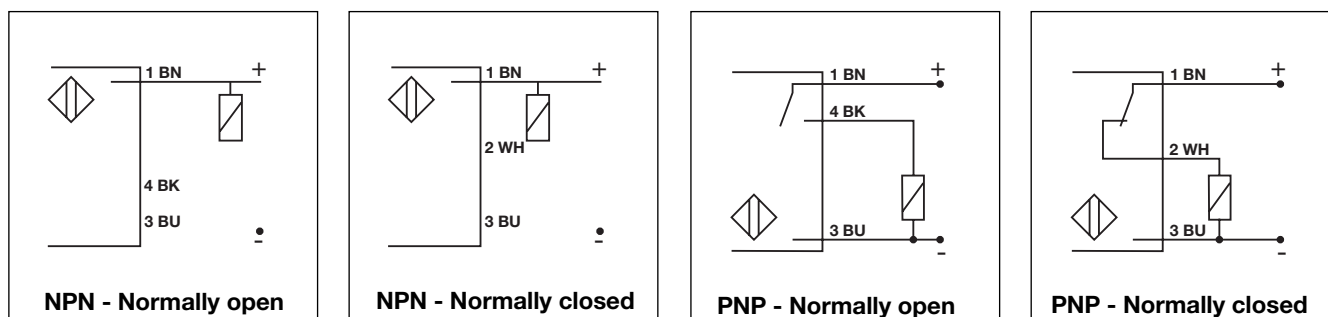 1 BN
+
4 BK
3 BU
-
NPN - Normally open
1 BN
+
2 WH
3 BU
-
NPN - Normally closed
1 BN
+
4 BK
3 BU
-
PNP - Normally open
1 BN
+
2 WH
3 BU
-
PNP - Normally closed